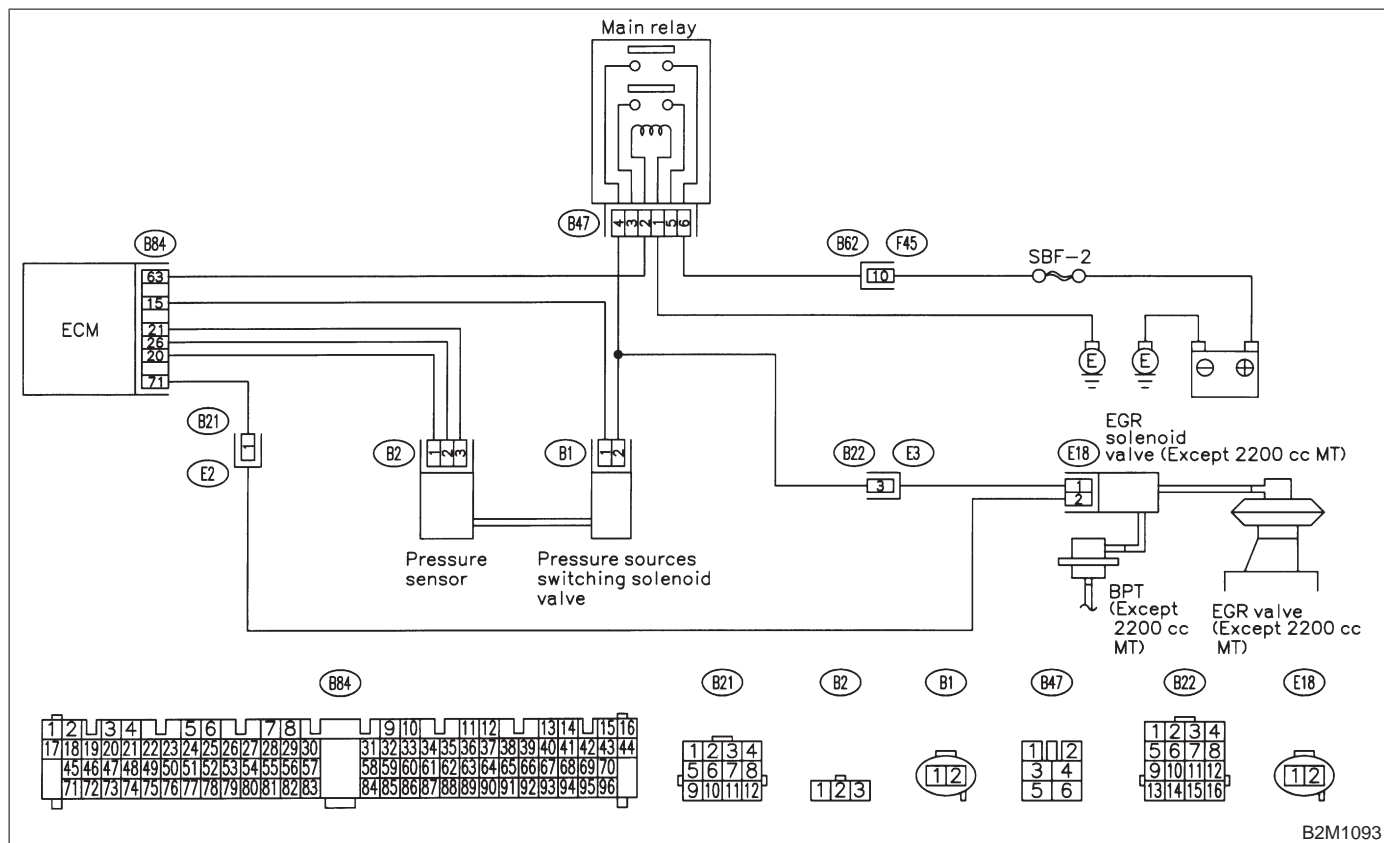 Main relay
B47
4 3 2 1 5 6
B84
B62 F45
SBF-2
10
63
15
21
26
20
71
ECM
E E
⊖ ⊕
B21
1
E2
B2
1 2 3
B1
1 2
B22 E3
3
E18
1
2
EGR
solenoid
valve (Except 2200 cc MT)
Pressure
sensor
Pressure sources
switching solenoid
valve
BPT
(Except
2200 cc
MT)
EGR valve
(Except 2200 cc
MT)
B84
1 2 3 4 5 6 7 8 9 10 11 12 13 14 15 16
17 18 19 20 21 22 23 24 25 26 27 28 29 30 31 32 33 34 35 36 37 38 39 40 41 42 43 44
45 46 47 48 49 50 51 52 53 54 55 56 57 58 59 60 61 62 63 64 65 66 67 68 69 70
71 72 73 74 75 76 77 78 79 80 81 82 83 84 85 86 87 88 89 90 91 92 93 94 95 96
B21
1 2 3 4
5 6 7 8
9 10 11 12
B2
1 2 3
B1
1 2
B47
1 2
3 4
5 6
B22
1 2 3 4
5 6 7 8
9 10 11 12
13 14 15 16
E18
1 2
B2M1093